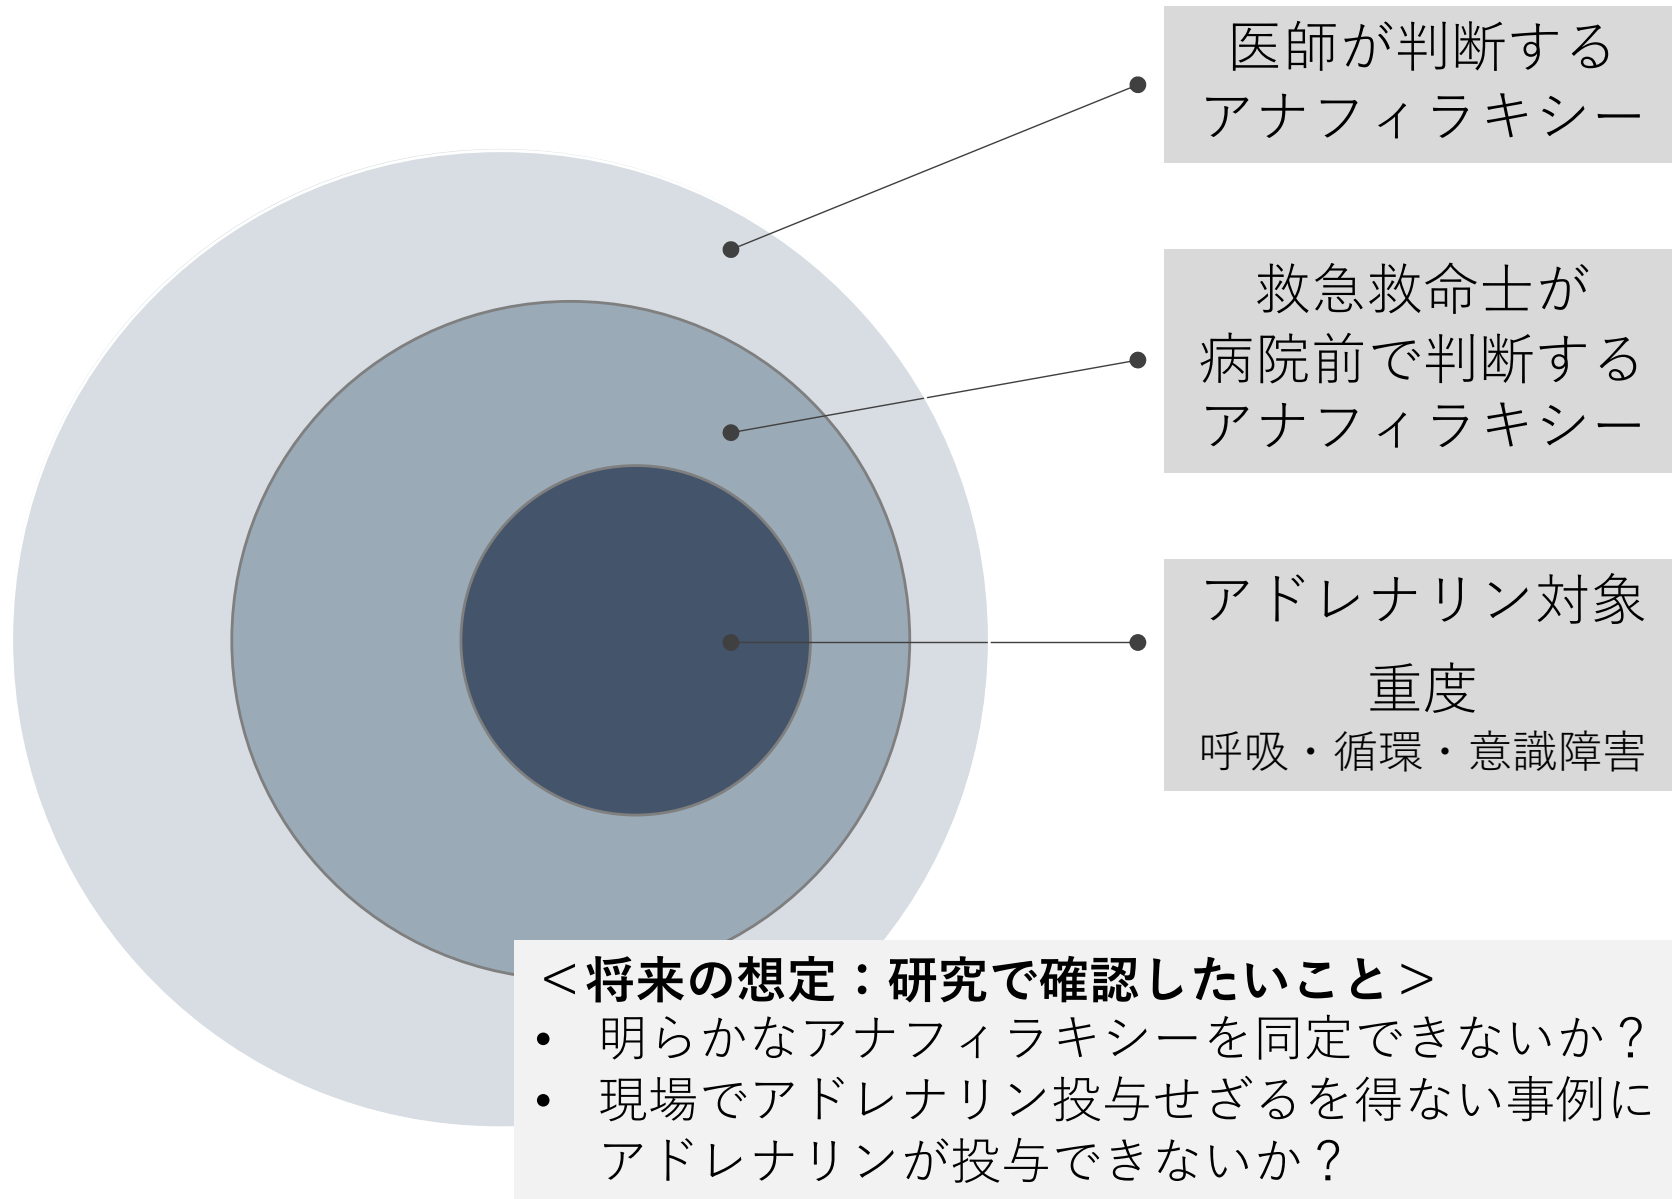 医師が判断する
アナフィラキシー
救急救命士が
病院前で判断する
アナフィラキシー
アドレナリン対象
重度
呼吸・循環・意識障害
＜将来の想定：研究で確認したいこと＞
• 明らかなアナフィラキシーを同定できないか？
• 現場でアドレナリン投与せざるを得ない事例に
アドレナリンが投与できないか？